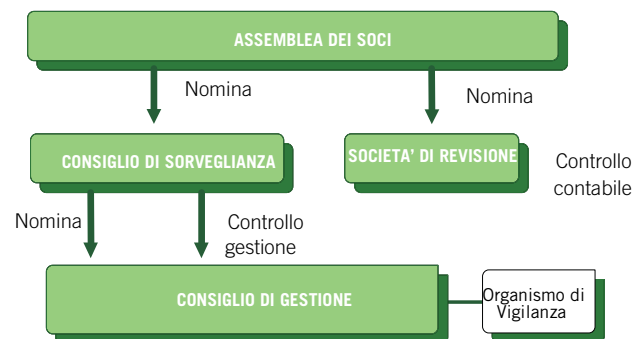 ASSEMBLEA DEI SOCI
Nomina
Nomina
CONSIGLIO DI SORVEGLIANZA
SOCIETA' DI REVISIONE
Controllo
contabile
Nomina
Controllo
gestione
CONSIGLIO DI GESTIONE
Organismo di
Vigilanza